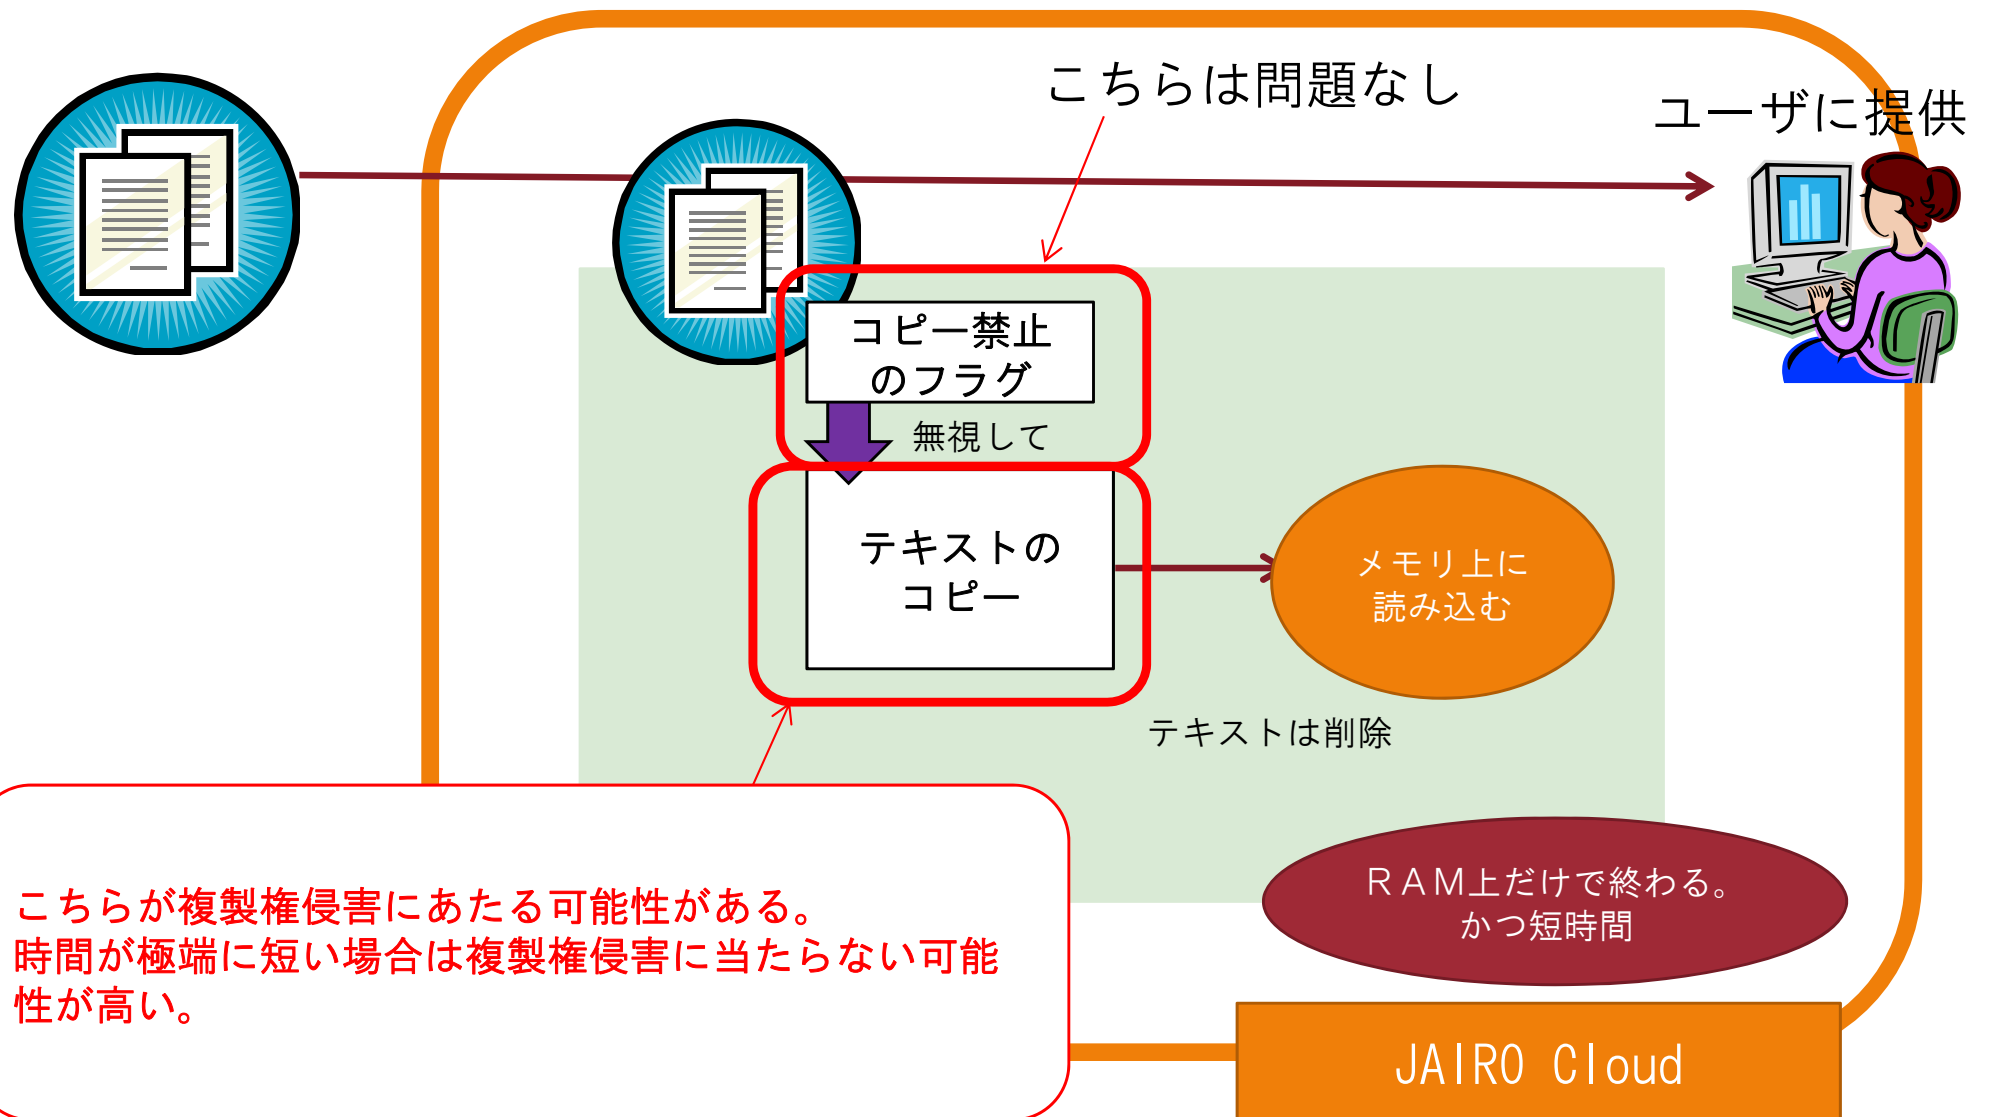 こちらは問題なし
ユーザに提供
コピー禁止
のフラグ
無視して
テキストの
コピー
メモリ上に
読み込む
テキストは削除
ＲＡＭ上だけで終わる。
かつ短時間
こちらが複製権侵害にあたる可能性がある。
時間が極端に短い場合は複製権侵害に当たらない可能
性が高い。
JAIRO Cloud